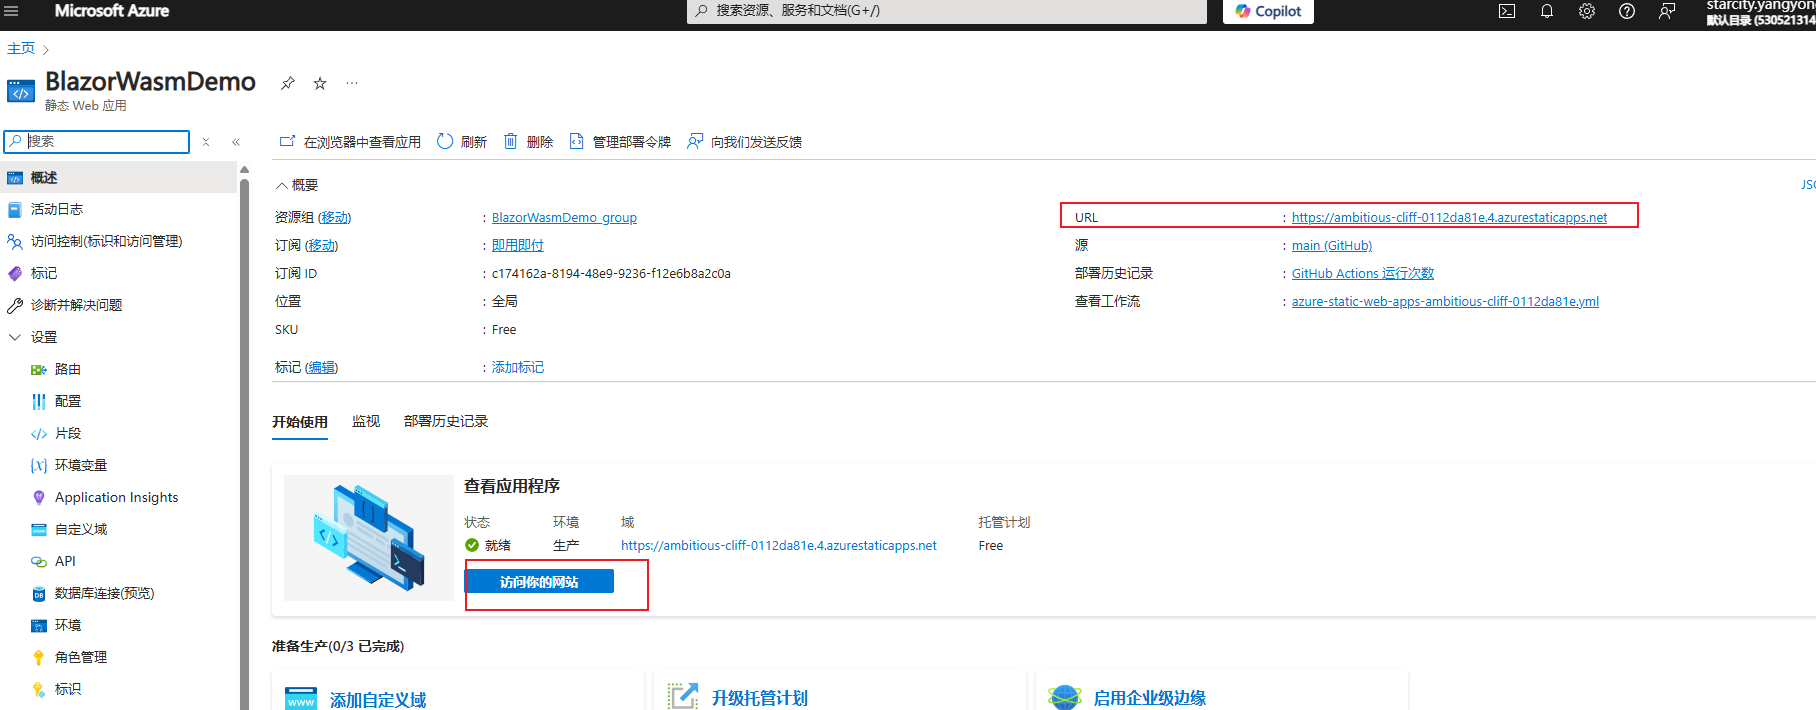 Microsoft Azure
搜索资源、服务和文档(G+/)
Copilot
starcity.yangyon
默认目录 (530521314
主页
BlazorWasmDemo
静态 Web 应用
搜索
在浏览器中查看应用 刷新 删除 管理部署令牌 向我们发送反馈
概述
活动日志
访问控制(标识和访问管理)
标记
诊断并解决问题
设置
路由
配置
片段
环境变量
Application Insights
自定义域
API
数据库连接(预览)
环境
角色管理
标识
概要
JSO
资源组 (移动) : BlazorWasmDemo_group
订阅 (移动) : 即用即付
订阅 ID : c174162a-8194-48e9-9236-f12e6b8a2c0a
位置 : 全局
SKU : Free
标记 (编辑) : 添加标记
URL : https://ambitious-cliff-0112da81e.4.azurestaticapps.net
源 : main (GitHub)
部署历史记录 : GitHub Actions 运行次数
查看工作流 : azure-static-web-apps-ambitious-cliff-0112da81e.yml
开始使用 监视 部署历史记录
查看应用程序
状态 环境 域 托管计划
就绪 生产 https://ambitious-cliff-0112da81e.4.azurestaticapps.net Free
访问你的网站
准备生产(0/3 已完成)
www
添加自定义域
升级托管计划
启用企业级边缘